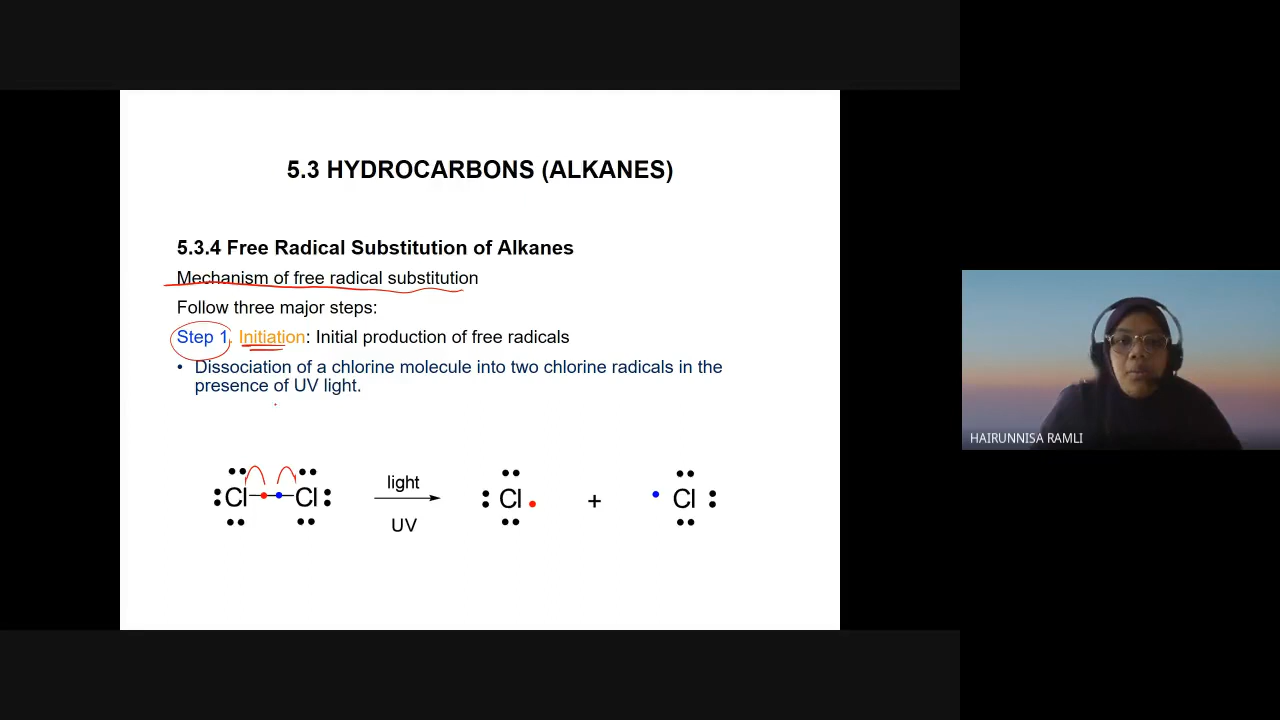 5.3 HYDROCARBONS (ALKANES)
5.3.4 Free Radical Substitution of Alkanes
Mechanism of free radical substitution
Follow three major steps:
Step 1. Initiation: Initial production of free radicals
• Dissociation of a chlorine molecule into two chlorine radicals in the
presence of UV light.
Cl Cl light UV Cl + Cl
HAIRUNNISA RAMLI